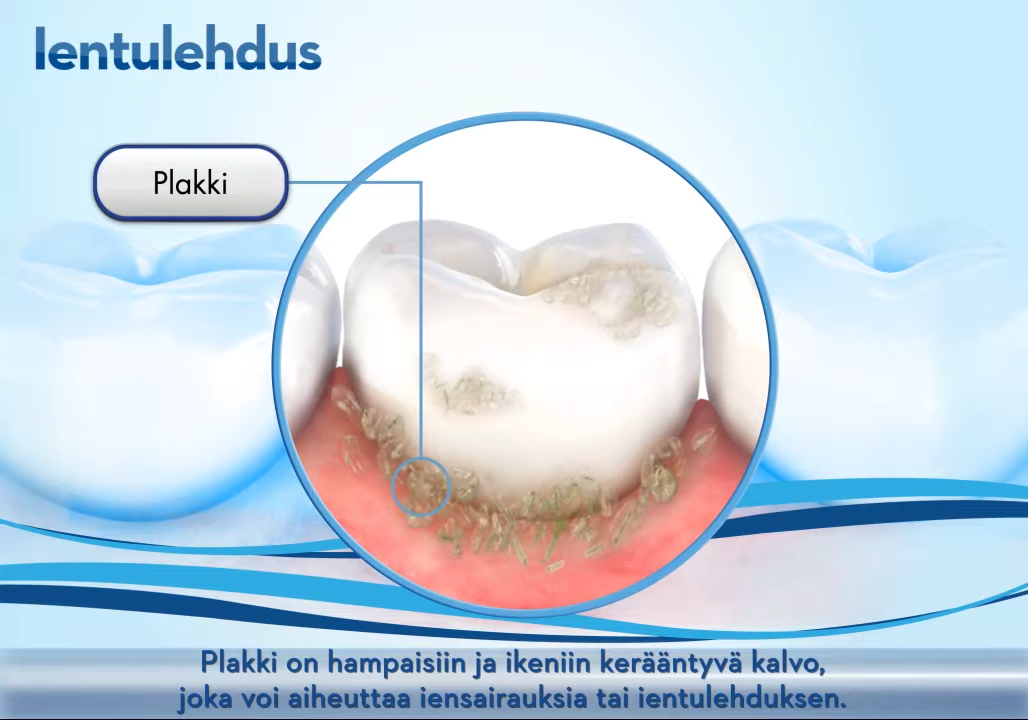 Ientulehdus
Plakki
Plakki on hampaisiin ja ikeniin kerääntyvä kalvo,
joka voi aiheuttaa iensairauksia tai ientulehduksen.